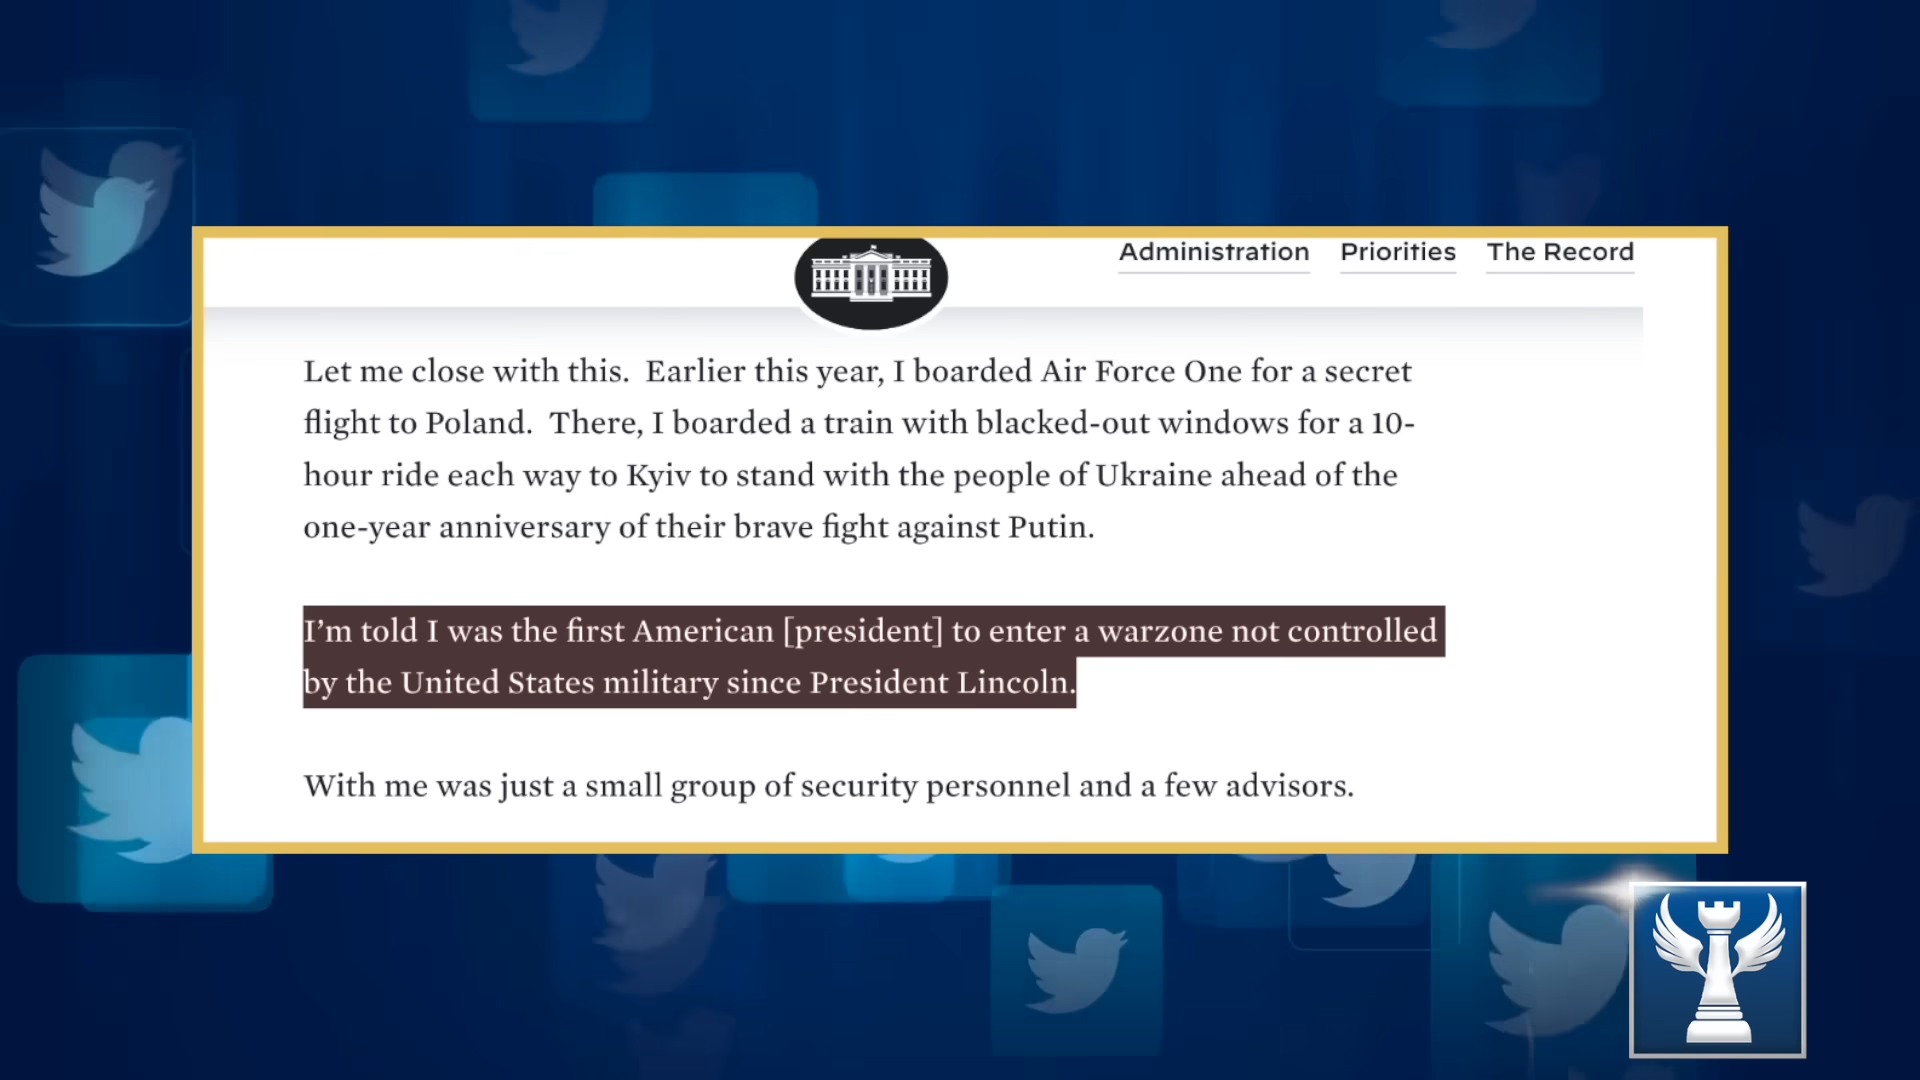 Administration Priorities The Record
Let me close with this.  Earlier this year, I boarded Air Force One for a secret
flight to Poland.  There, I boarded a train with blacked-out windows for a 10-
hour ride each way to Kyiv to stand with the people of Ukraine ahead of the
one-year anniversary of their brave fight against Putin.
I’m told I was the first American [president] to enter a warzone not controlled
by the United States military since President Lincoln.
With me was just a small group of security personnel and a few advisors.